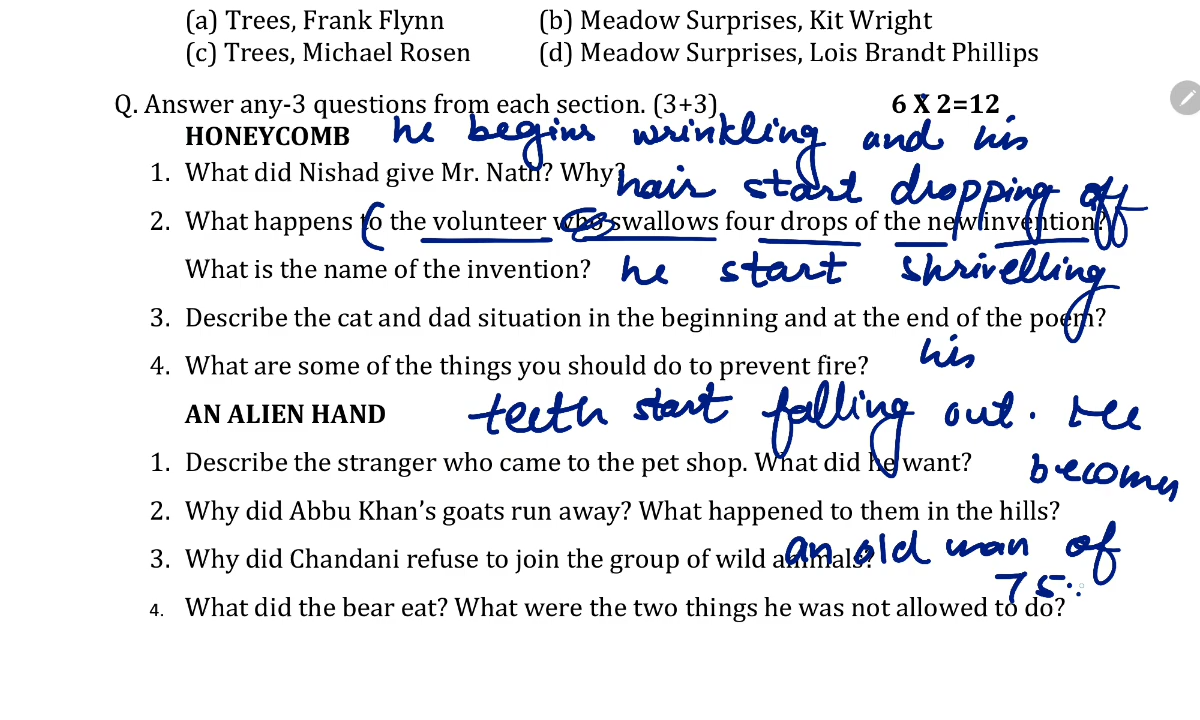 (a) Trees, Frank Flynn (b) Meadow Surprises, Kit Wright
(c) Trees, Michael Rosen (d) Meadow Surprises, Lois Brandt Phillips
Q. Answer any-3 questions from each section. (3+3) 6 X 2=12
HONEYCOMB he begins wrinkling and his
1. What did Nishad give Mr. Nath? Why?
hair start dropping off
2. What happens to the volunteer who swallows four drops of the new invention?
What is the name of the invention? he start shrivelling
3. Describe the cat and dad situation in the beginning and at the end of the poem?
his
4. What are some of the things you should do to prevent fire?
AN ALIEN HAND teeth start falling out. He
1. Describe the stranger who came to the pet shop. What did he want?
becomes
2. Why did Abbu Khan's goats run away? What happened to them in the hills?
an old man of
3. Why did Chandani refuse to join the group of wild animals?
75.
4. What did the bear eat? What were the two things he was not allowed to do?